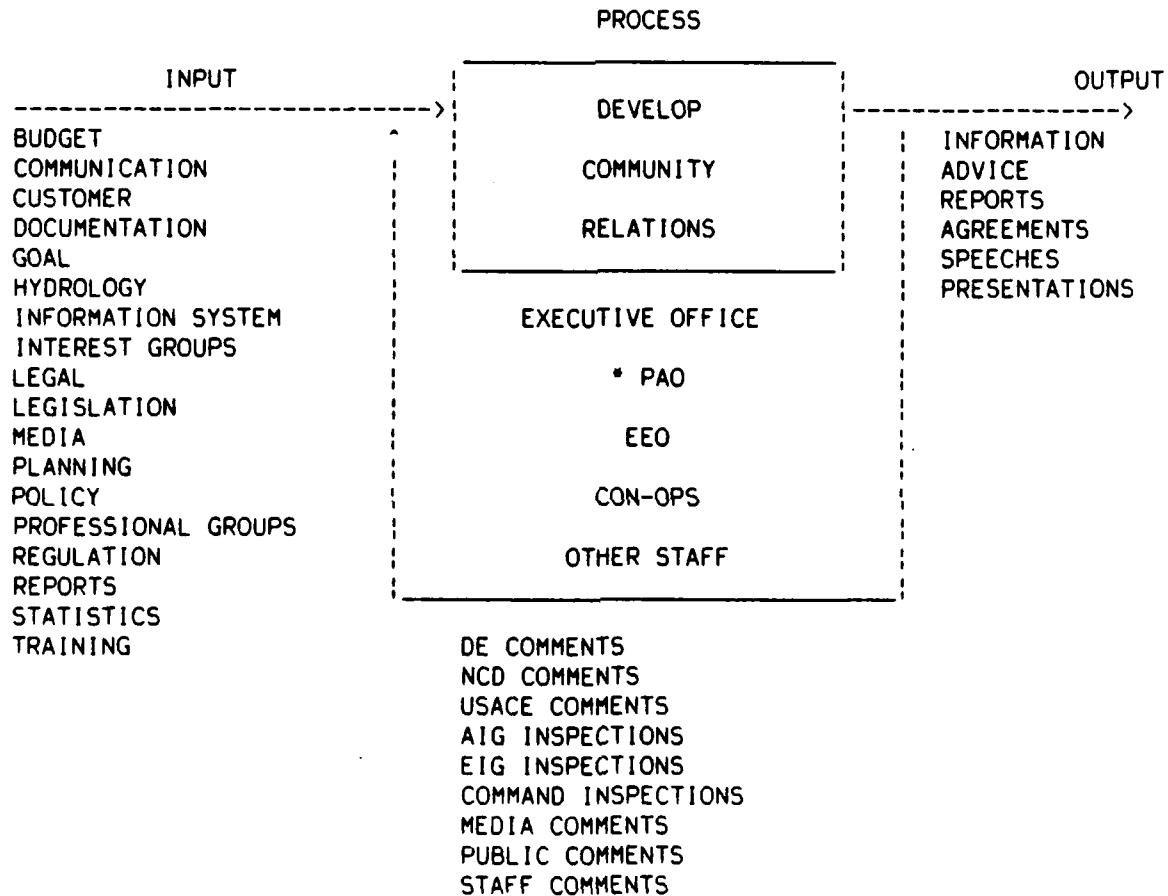 PROCESS
INPUT
OUTPUT
DEVELOP
COMMUNITY
RELATIONS
BUDGET
COMMUNICATION
CUSTOMER
DOCUMENTATION
GOAL
HYDROLOGY
INFORMATION SYSTEM
INTEREST GROUPS
LEGAL
LEGISLATION
MEDIA
PLANNING
POLICY
PROFESSIONAL GROUPS
REGULATION
REPORTS
STATISTICS
TRAINING
EXECUTIVE OFFICE
* PAO
EEO
CON-OPS
OTHER STAFF
INFORMATION
ADVICE
REPORTS
AGREEMENTS
SPEECHES
PRESENTATIONS
DE COMMENTS
NCD COMMENTS
USACE COMMENTS
AIG INSPECTIONS
EIG INSPECTIONS
COMMAND INSPECTIONS
MEDIA COMMENTS
PUBLIC COMMENTS
STAFF COMMENTS